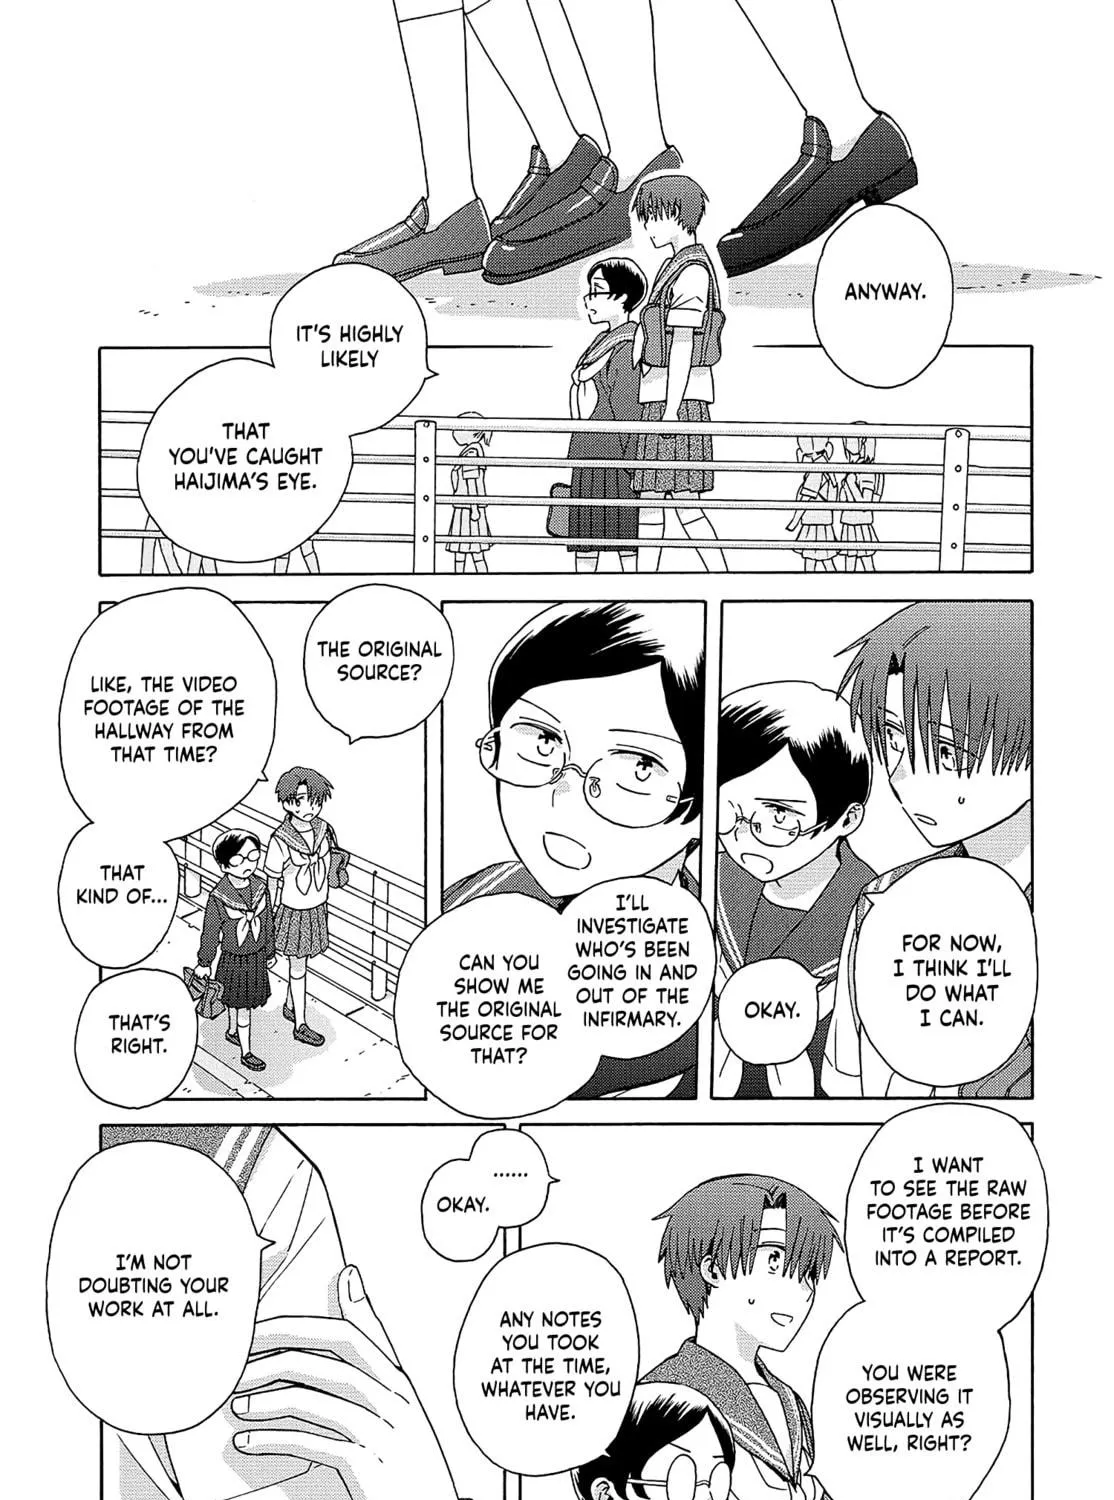 ANYWAY.
IT'S HIGHLY
LIKELY
THAT
YOU'VE CAUGHT
HAIJIMA'S EYE.
FOR NOW,
I THINK I'LL
DO WHAT
I CAN.
OKAY.
I'LL
INVESTIGATE
WHO'S BEEN
GOING IN AND
OUT OF THE
INFIRMARY.
CAN YOU
SHOW ME
THE ORIGINAL
SOURCE FOR
THAT?
THE ORIGINAL
SOURCE?
LIKE, THE VIDEO
FOOTAGE OF THE
HALLWAY FROM
THAT TIME?
THAT
KIND OF...
THAT'S
RIGHT.
I WANT
TO SEE THE RAW
FOOTAGE BEFORE
IT'S COMPILED
INTO A REPORT.
YOU WERE
OBSERVING IT
VISUALLY AS
WELL, RIGHT?
ANY NOTES
YOU TOOK
AT THE TIME,
WHATEVER YOU
HAVE.
......
OKAY.
I'M NOT
DOUBTING YOUR
WORK AT ALL.